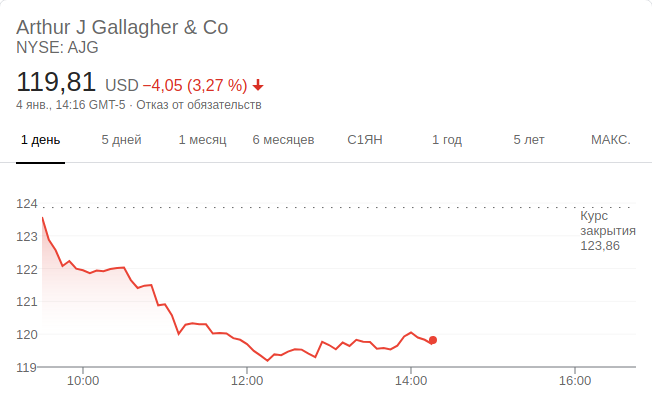 Arthur J Gallagher & Co
NYSE: AJG
119,81 USD −4,05 (3,27 %)
4 янв., 14:16 GMT-5 · Отказ от обязательств
1 день 5 дней 1 месяц 6 месяцев С1ЯН 1 год 5 лет МАКС.
124
Курс
закрытия
123,86
123
122
121
120
119
10:00 12:00 14:00 16:00